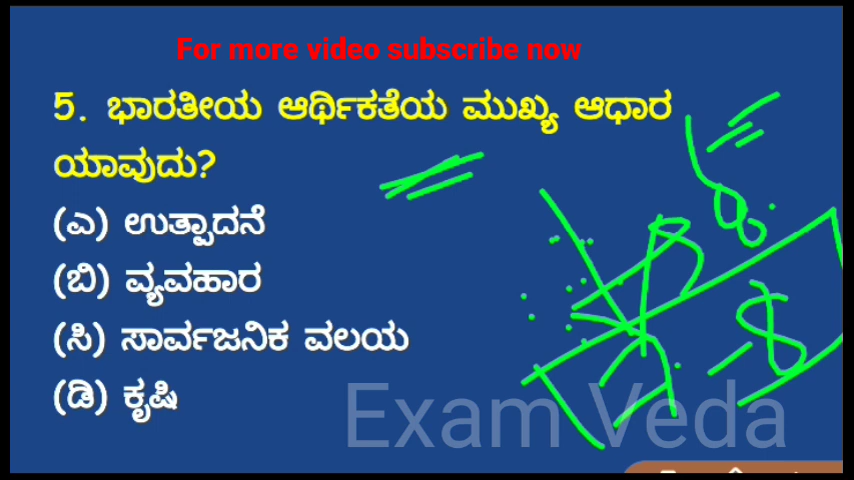 For more video subscribe now
5. ಭಾರತೀಯ ಆರ್ಥಿಕತೆಯ ಮುಖ್ಯ ಆಧಾರ
ಯಾವುದು?
(ಎ) ಉತ್ಪಾದನೆ
(ಬಿ) ವ್ಯವಹಾರ
(ಸಿ) ಸಾರ್ವಜನಿಕ ವಲಯ
(ಡಿ) ಕೃಷಿ
Exam Veda